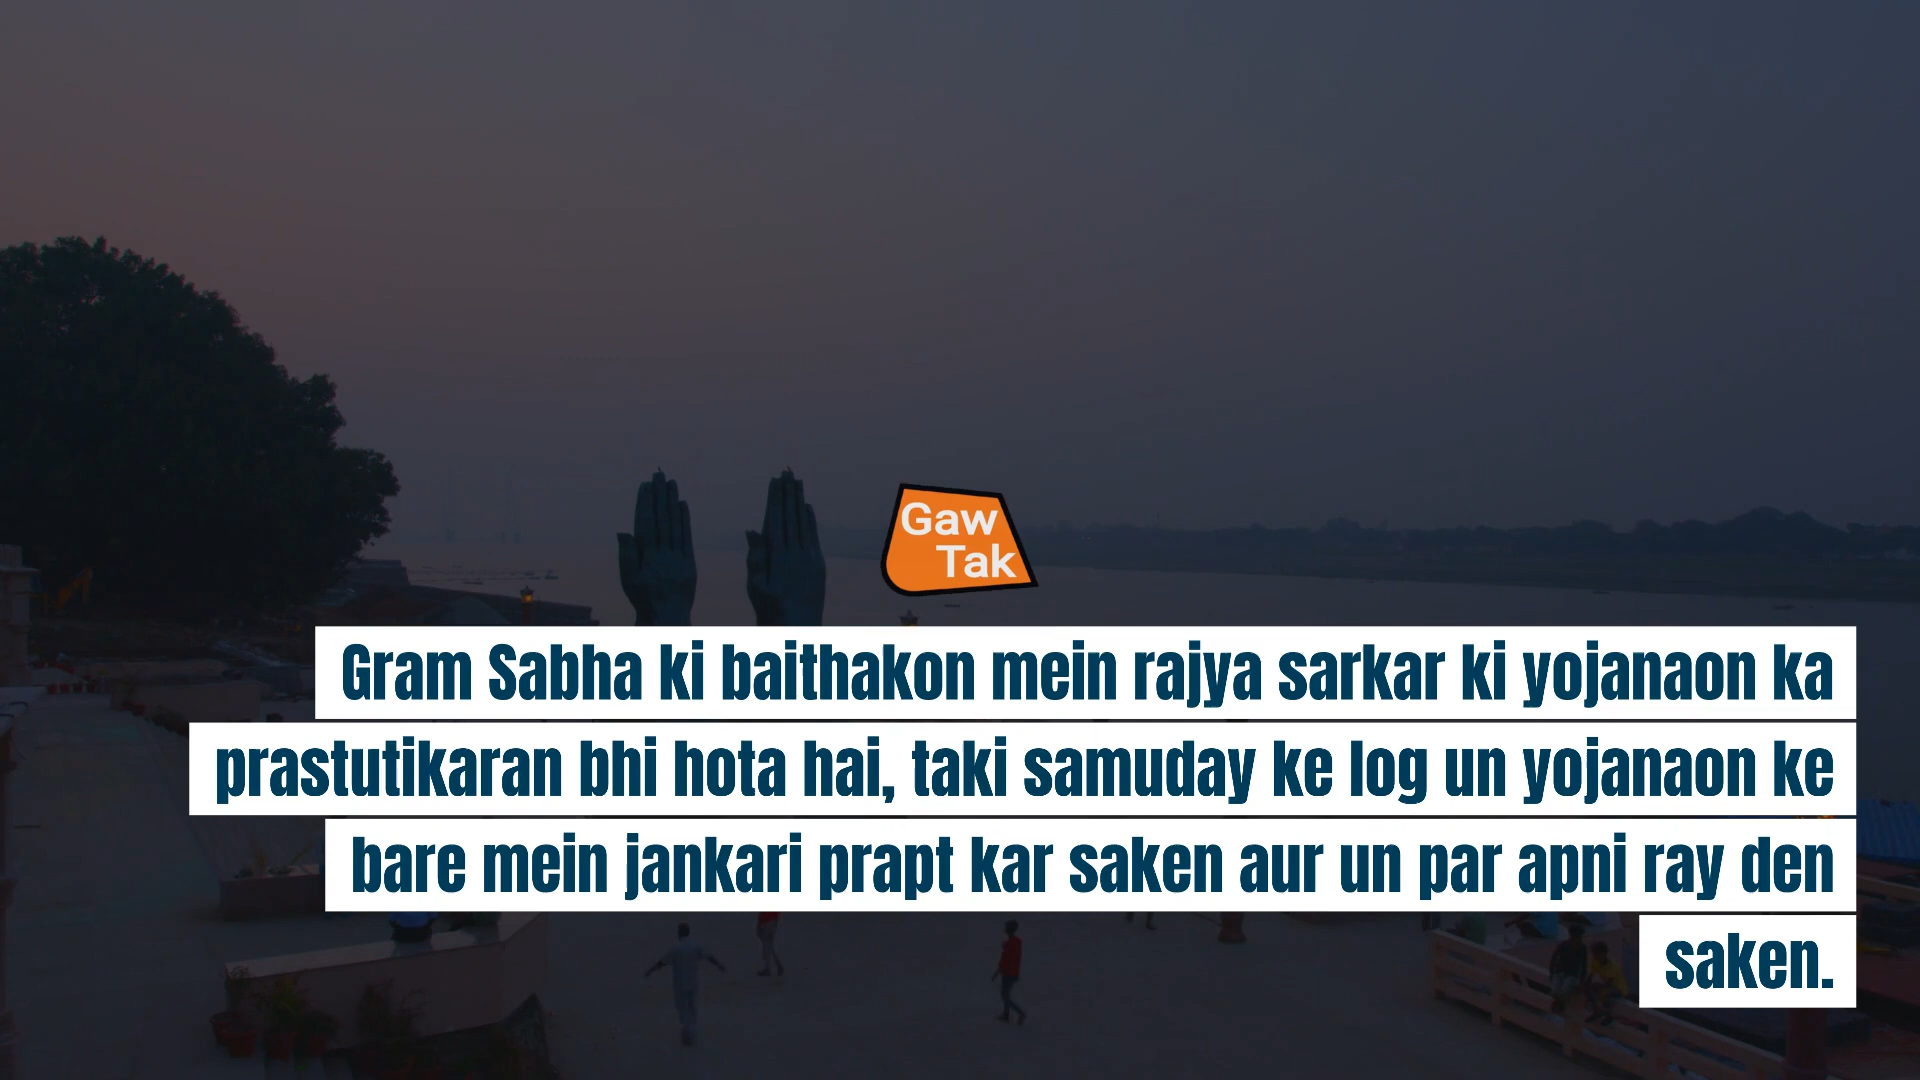 Gaw
Tak
Gram Sabha ki baithakon mein rajya sarkar ki yojanaon ka
prastutikaran bhi hota hai, taki samuday ke log un yojanaon ke
bare mein jankari prapt kar saken aur un par apni ray den
saken.